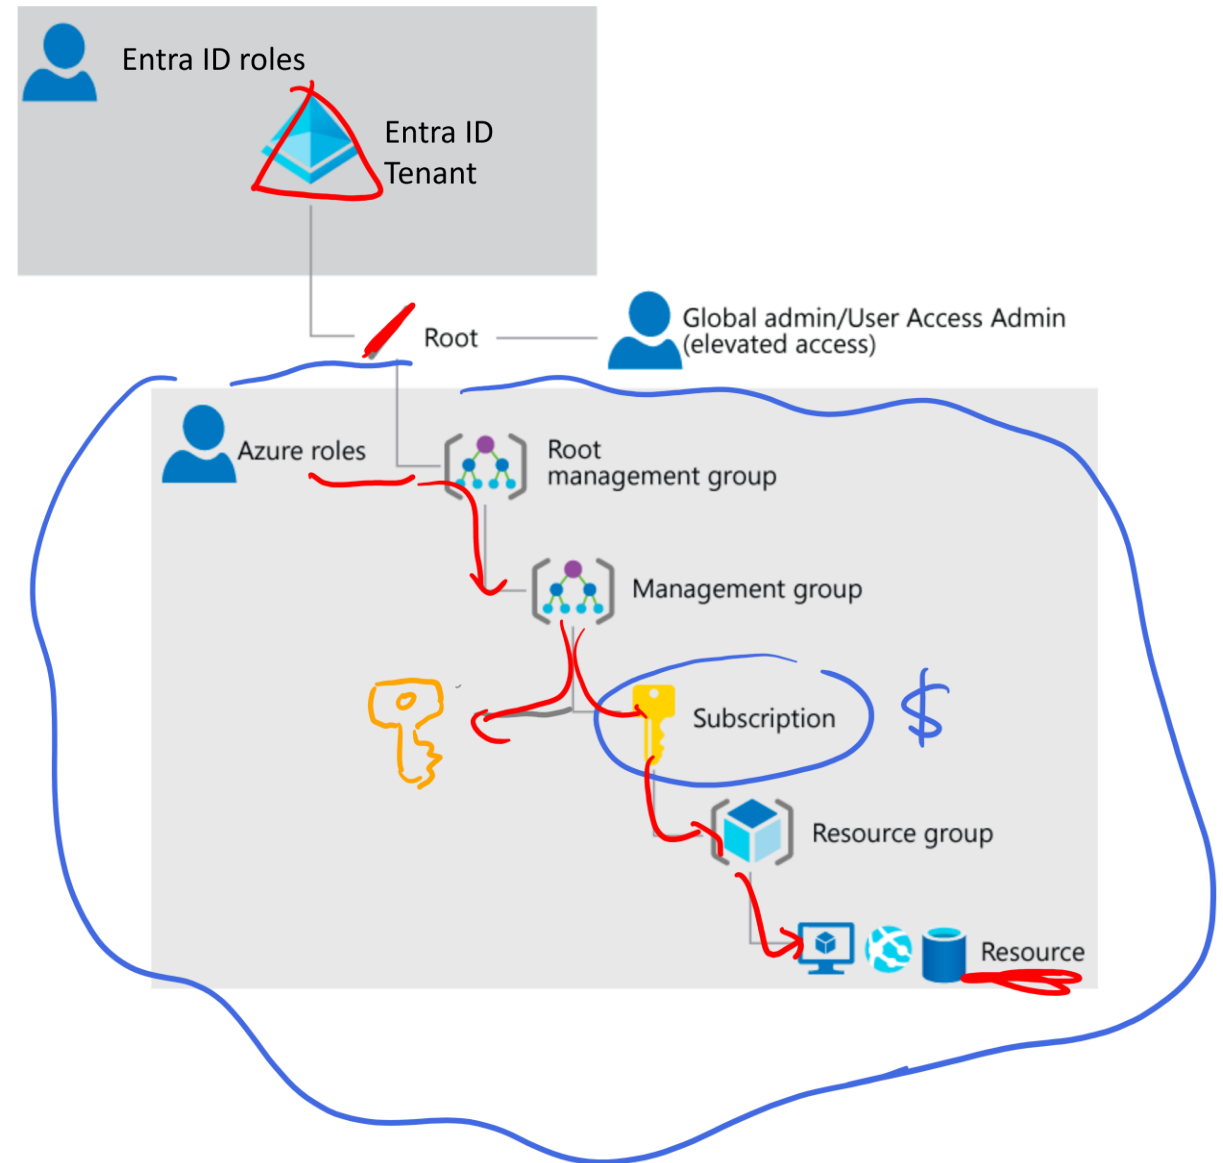 Entra ID roles
Entra ID
Tenant
Root
Global admin/User Access Admin
(elevated access)
Azure roles
Root
management group
Management group
Subscription
$
Resource group
Resource